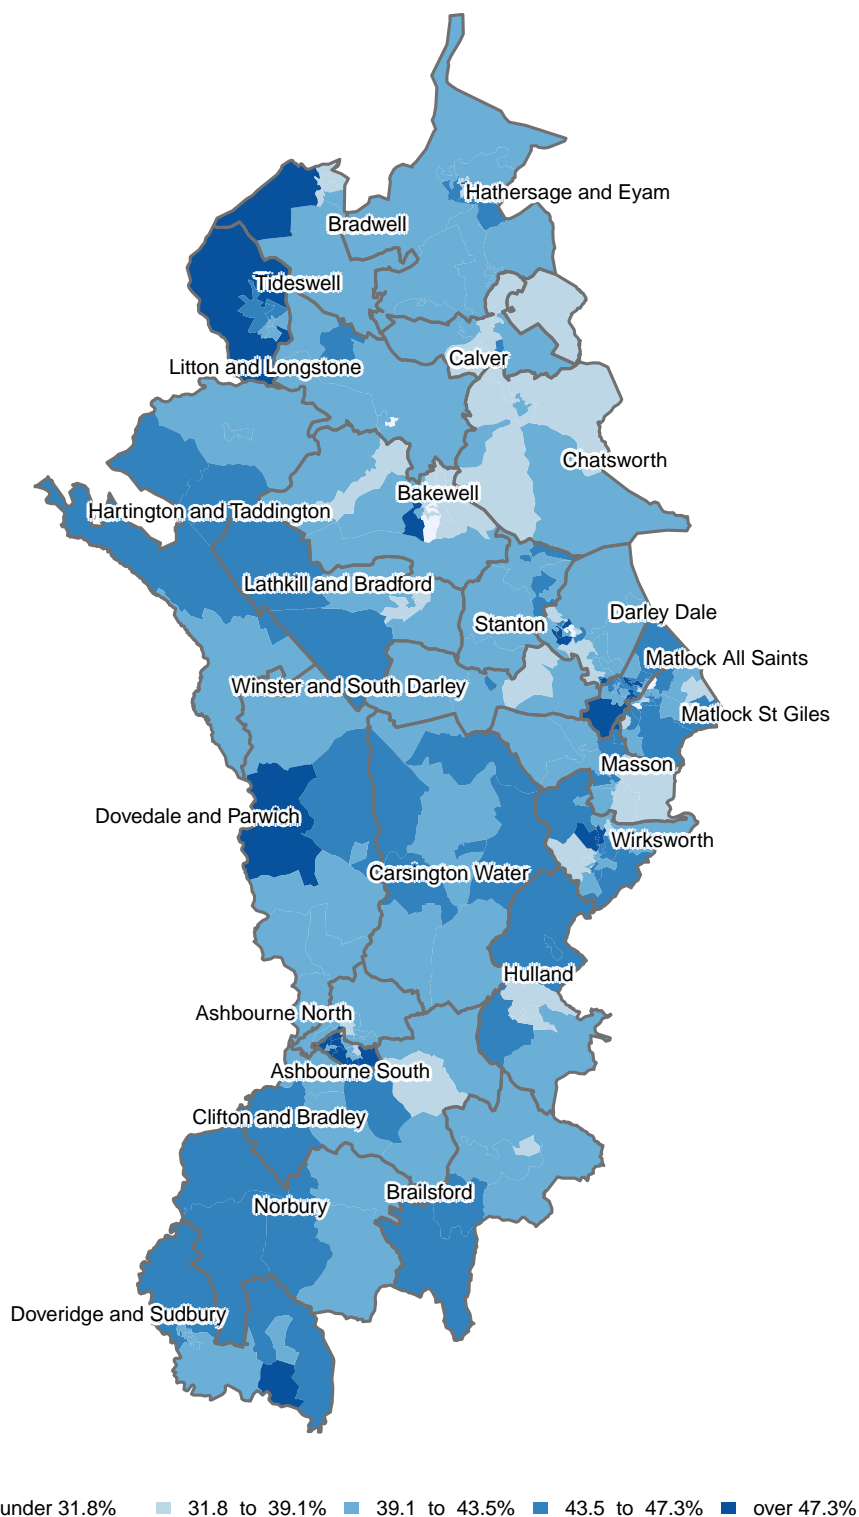 Hathersage and Eyam
Bradwell
Tideswell
Calver
Litton and Longstone
Chatsworth
Bakewell
Hartington and Taddington
Lathkill and Bradford
Darley Dale
Stanton
Matlock All Saints
Winster and South Darley
Matlock St Giles
Masson
Dovedale and Parwich
Wirksworth
Carsington Water
Hulland
Ashbourne North
Ashbourne South
Clifton and Bradley
Brailsford
Norbury
Doveridge and Sudbury
under 31.8% 31.8 to 39.1% 39.1 to 43.5% 43.5 to 47.3% over 47.3%